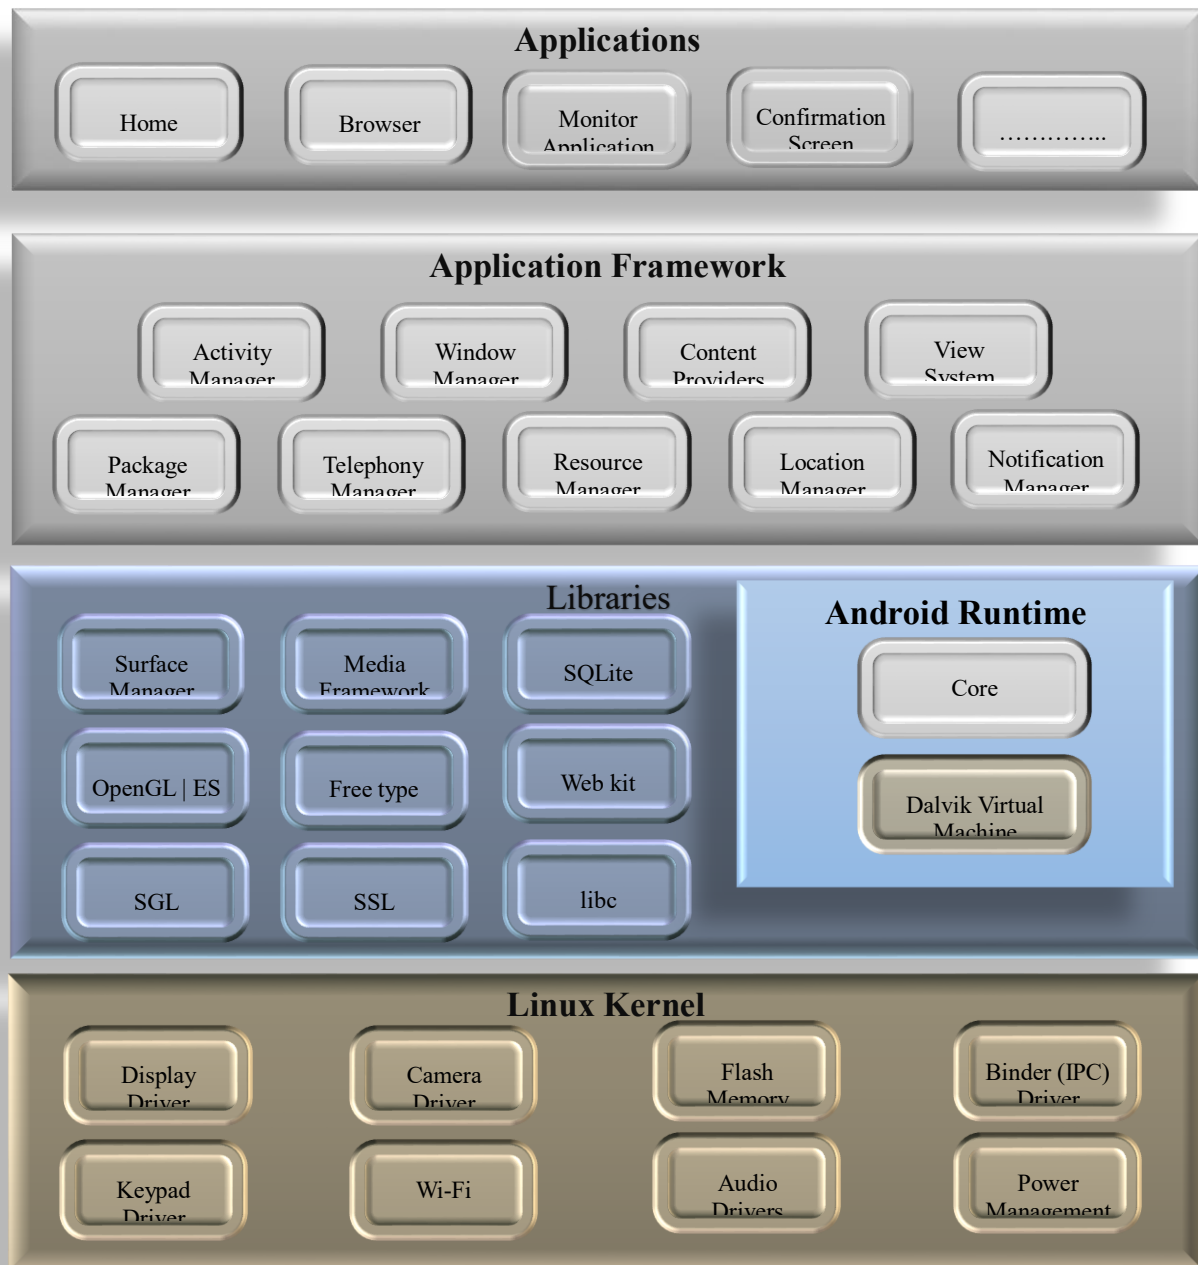 Applications
Home
Browser
Monitor
Application
Confirmation
Screen
…………..
Application Framework
Activity
Manager
Window
Manager
Content
Providers
View
System
Package
Manager
Telephony
Manager
Resource
Manager
Location
Manager
Notification
Manager
Libraries
Surface
Manager
Media
Framework
SQLite
OpenGL | ES
Free type
Web kit
SGL
SSL
libc
Android Runtime
Core
Dalvik Virtual
Machine
Linux Kernel
Display
Driver
Camera
Driver
Flash
Memory
Binder (IPC)
Driver
Keypad
Driver
Wi-Fi
Audio
Drivers
Power
Management